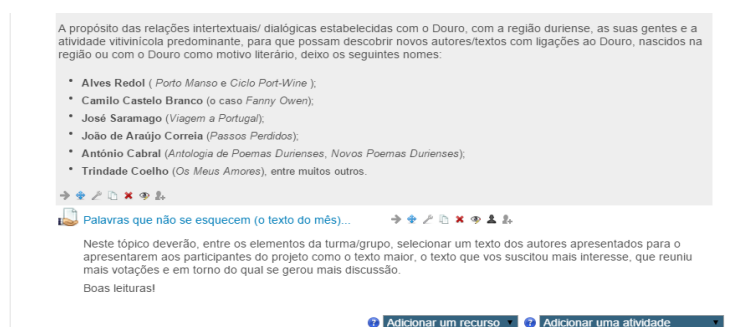 A propósito das relações intertextuais/ dialógicas estabelecidas com o Douro, com a região duriense, as suas gentes e a
atividade vitivinícola predominante, para que possam descobrir novos autores/textos com ligações ao Douro, nascidos na
região ou com o Douro como motivo literário, deixo os seguintes nomes:
• Alves Redol ( Porto Manso e Ciclo Port-Wine );
• Camilo Castelo Branco (o caso Fanny Owen);
• José Saramago (Viagem a Portugal);
• João de Araújo Correia (Passos Perdidos);
• António Cabral (Antologia de Poemas Durienses, Novos Poemas Durienses);
• Trindade Coelho (Os Meus Amores), entre muitos outros.
Palavras que não se esquecem (o texto do mês)...
Neste tópico deverão, entre os elementos da turma/grupo, selecionar um texto dos autores apresentados para o
apresentarem aos participantes do projeto como o texto maior, o texto que vos suscitou mais interesse, que reuniu
mais votações e em torno do qual se gerou mais discussão.
Boas leituras!
Adicionar um recurso Adicionar uma atividade